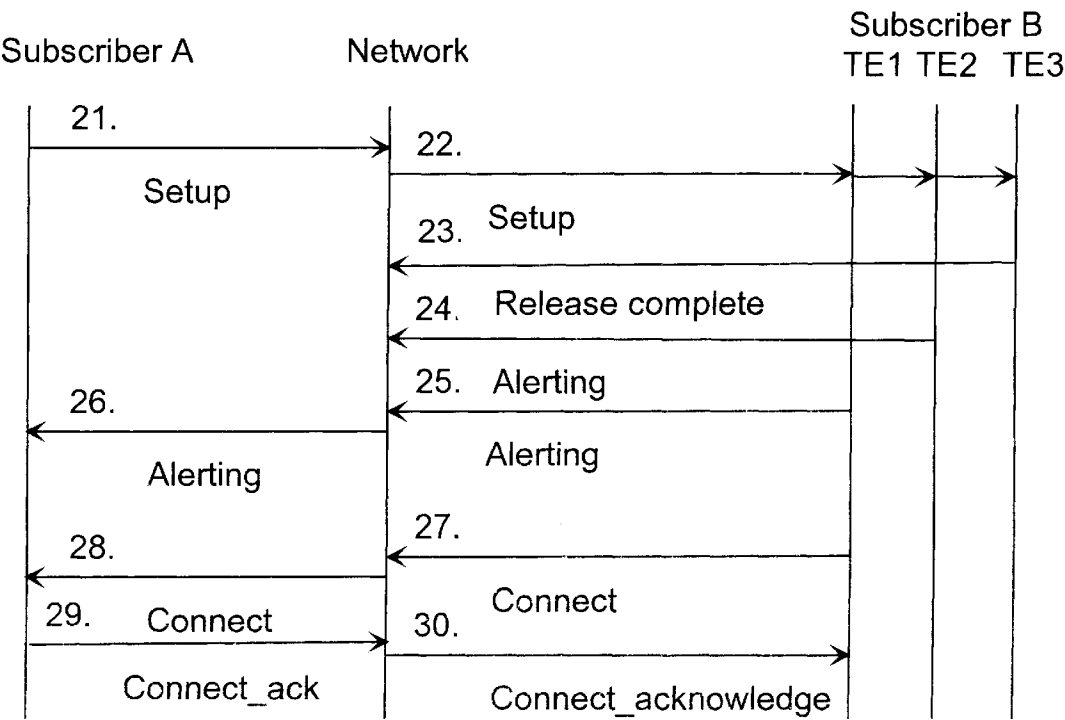 Subscriber A
Network
Subscriber B
TE1 TE2 TE3
21.
Setup
22.
Setup
23.
Release complete
24.
Alerting
25.
Alerting
26.
Alerting
27.
Connect
28.
Connect
29.
Connect_ack
30.
Connect_acknowledge